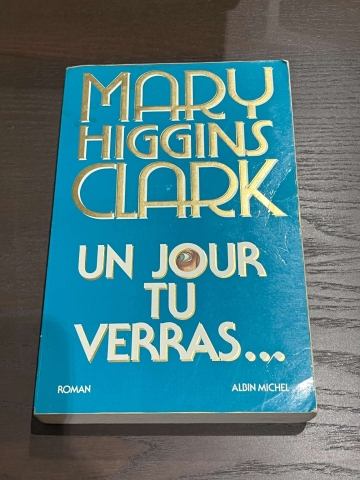 MARY
HIGGINS
CLARK
UN JOUR
TU
VERRAS...
ROMAN ALBIN MICHEL